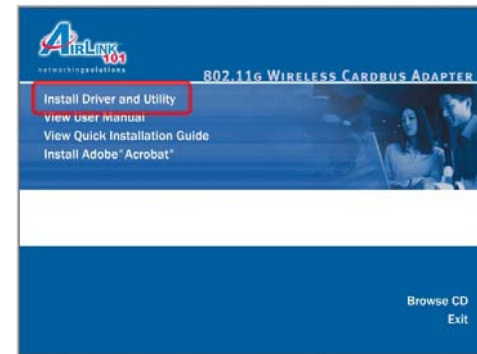 AirLink
101
networkingsolutions
802.11g Wireless Cardbus Adapter
Install Driver and Utility
View User Manual
View Quick Installation Guide
Install Adobe® Acrobat®
Browse CD
Exit